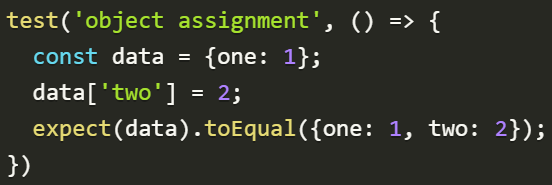 test('object assignment', () => {
  const data = {one: 1};
  data['two'] = 2;
  expect(data).toEqual({one: 1, two: 2});
})